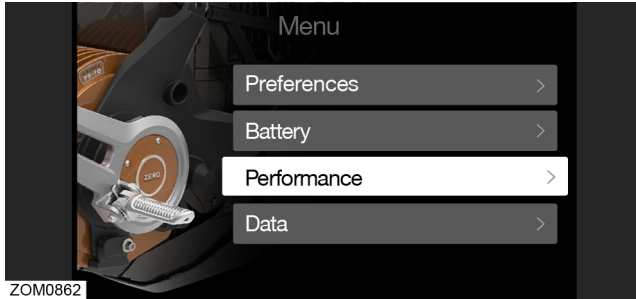 Menu
Preferences
Battery
Performance
Data
ZERO
ZOM0862